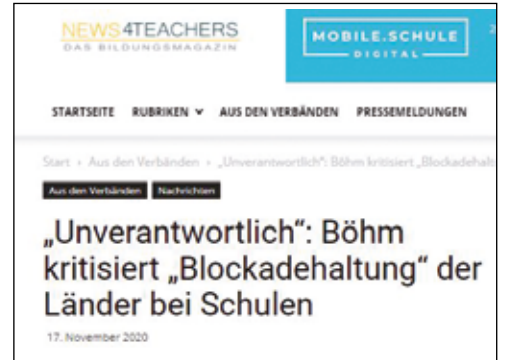 NEWS4TEACHERS
DAS BILDUNGSMAGAZIN
MOBILE.SCHULE
DIGITAL
STARTSEITE RUBRIKEN AUS DEN VERBÄNDEN PRESSEMELDUNGEN
Start › Aus den Verbänden › „Unverantwortlich“: Böhm kritisiert „Blockadehalt
Aus den Verbänden Nachrichten
„Unverantwortlich“: Böhm
kritisiert „Blockadehaltung“ der
Länder bei Schulen
17. November 2020